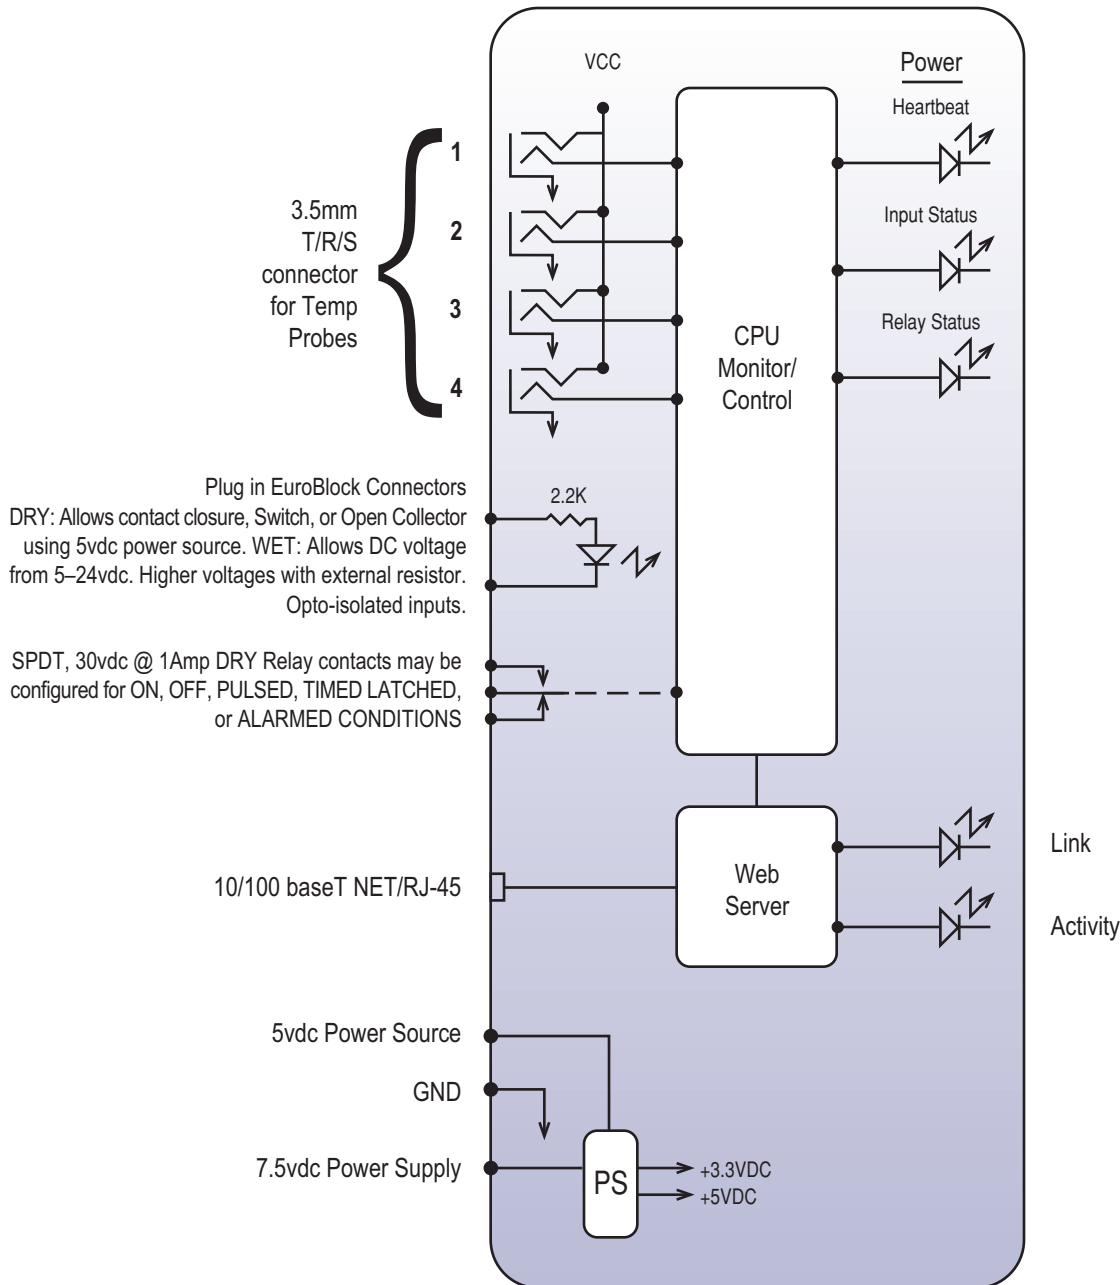 VCC
Power
Heartbeat
1
3.5mm
T/R/S
connector
for Temp
Probes
2
Input Status
3
Relay Status
4
CPU
Monitor/
Control
Plug in EuroBlock Connectors
DRY: Allows contact closure, Switch, or Open Collector
using 5vdc power source. WET: Allows DC voltage
from 5–24vdc. Higher voltages with external resistor.
Opto-isolated inputs.
2.2K
SPDT, 30vdc @ 1Amp DRY Relay contacts may be
configured for ON, OFF, PULSED, TIMED LATCHED,
or ALARMED CONDITIONS
10/100 baseT NET/RJ-45
Web
Server
Link
Activity
5vdc Power Source
GND
7.5vdc Power Supply
PS
+3.3VDC
+5VDC